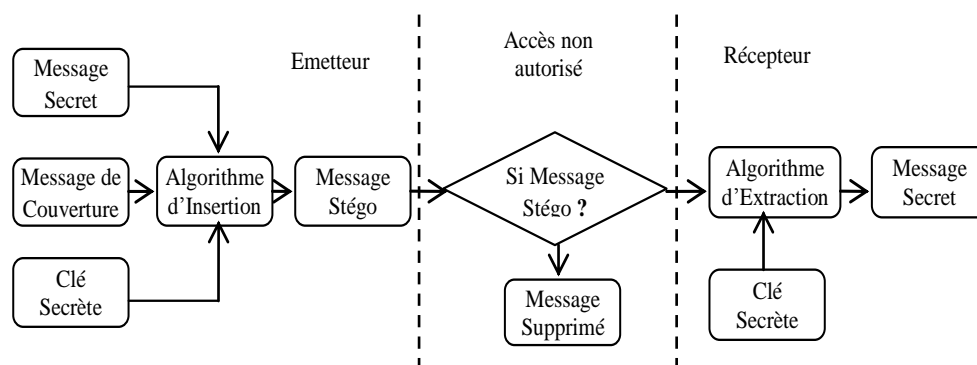 Emetteur
Accès non
autorisé
Récepteur
Message
Secret
Message de
Couverture
Clé
Secrète
Algorithme
d'Insertion
Message
Stégo
Si Message
Stégo ?
Message
Supprimé
Algorithme
d'Extraction
Clé
Secrète
Message
Secret